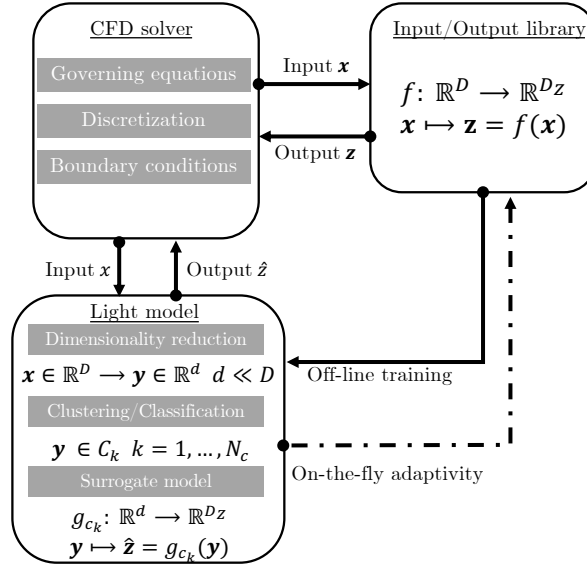 CFD solver
Governing equations
Discretization
Boundary conditions
Input x
Output z
Input/Output library
f: ℝ^D → ℝ^{D_Z}
x ↦ z = f(x)
Input x
Output ẑ
Light model
Dimensionality reduction
x ∈ ℝ^D → y ∈ ℝ^d d ≪ D
Clustering/Classification
y ∈ C_k k = 1, …, N_c
Surrogate model
g_{c_k}: ℝ^d → ℝ^{D_Z}
y ↦ ẑ = g_{c_k}(y)
Off-line training
On-the-fly adaptivity